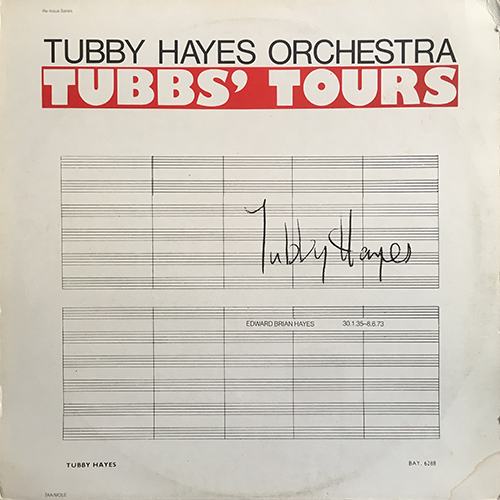 Re-Issue Series
TUBBY HAYES ORCHESTRA
TUBBS' TOURS
Tubby Hayes
EDWARD BRIAN HAYES 30.1.35–8.6.73
TUBBY HAYES BAY. 6288
TAA/MOLE